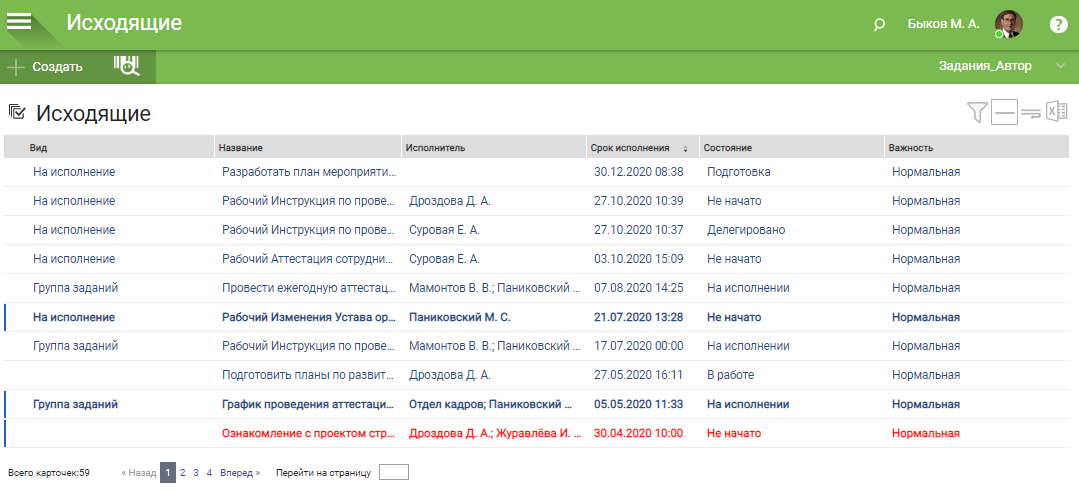 Исходящие
Быков М. А.
Создать
Задания_Автор
Исходящие
Вид Название Исполнитель Срок исполнения Состояние Важность
На исполнение Разработать план мероприяти... 30.12.2020 08:38 Подготовка Нормальная
На исполнение Рабочий Инструкция по прове... Дроздова Д. А. 27.10.2020 10:39 Не начато Нормальная
На исполнение Рабочий Инструкция по прове... Суровая Е. А. 27.10.2020 10:37 Делегировано Нормальная
На исполнение Рабочий Аттестация сотрудни... Суровая Е. А. 03.10.2020 15:09 Не начато Нормальная
Группа заданий Провести ежегодную аттестац... Мамонтов В. В.; Паниковский ... 07.08.2020 14:25 На исполнении Нормальная
На исполнение Рабочий Изменения Устава ор... Паниковский М. С. 21.07.2020 13:28 Не начато Нормальная
Группа заданий Рабочий Инструкция по прове... Мамонтов В. В.; Паниковский ... 17.07.2020 00:00 На исполнении Нормальная
Подготовить планы по развит... Дроздова Д. А. 27.05.2020 16:11 В работе Нормальная
Группа заданий График проведения аттестаци... Отдел кадров; Паниковский ... 05.05.2020 11:33 На исполнении Нормальная
Ознакомление с проектом стр... Дроздова Д. А.; Журавлёва И. ... 30.04.2020 10:00 Не начато Нормальная
Всего карточек:59 « Назад 1 2 3 4 Вперед » Перейти на страницу